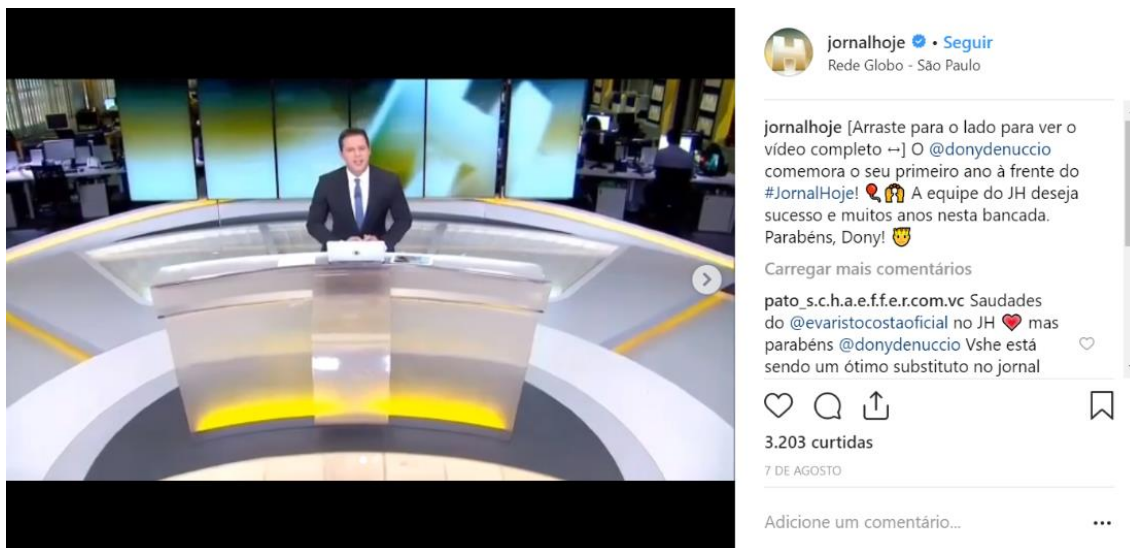 jornalhoje • Seguir
Rede Globo - São Paulo
jornalhoje [Arraste para o lado para ver o
vídeo completo ↔] O @donydenuccio
comemora o seu primeiro ano à frente do
#JornalHoje! 🎈🙌 A equipe do JH deseja
sucesso e muitos anos nesta bancada.
Parabéns, Dony! 👏
Carregar mais comentários
pato_s.c.h.a.e.f.f.e.r.com.vc Saudades
do @evaristocostaoficial no JH 💗 mas
parabéns @donydenuccio Vshe está
sendo um ótimo substituto no jornal
3.203 curtidas
7 DE AGOSTO
Adicione um comentário...